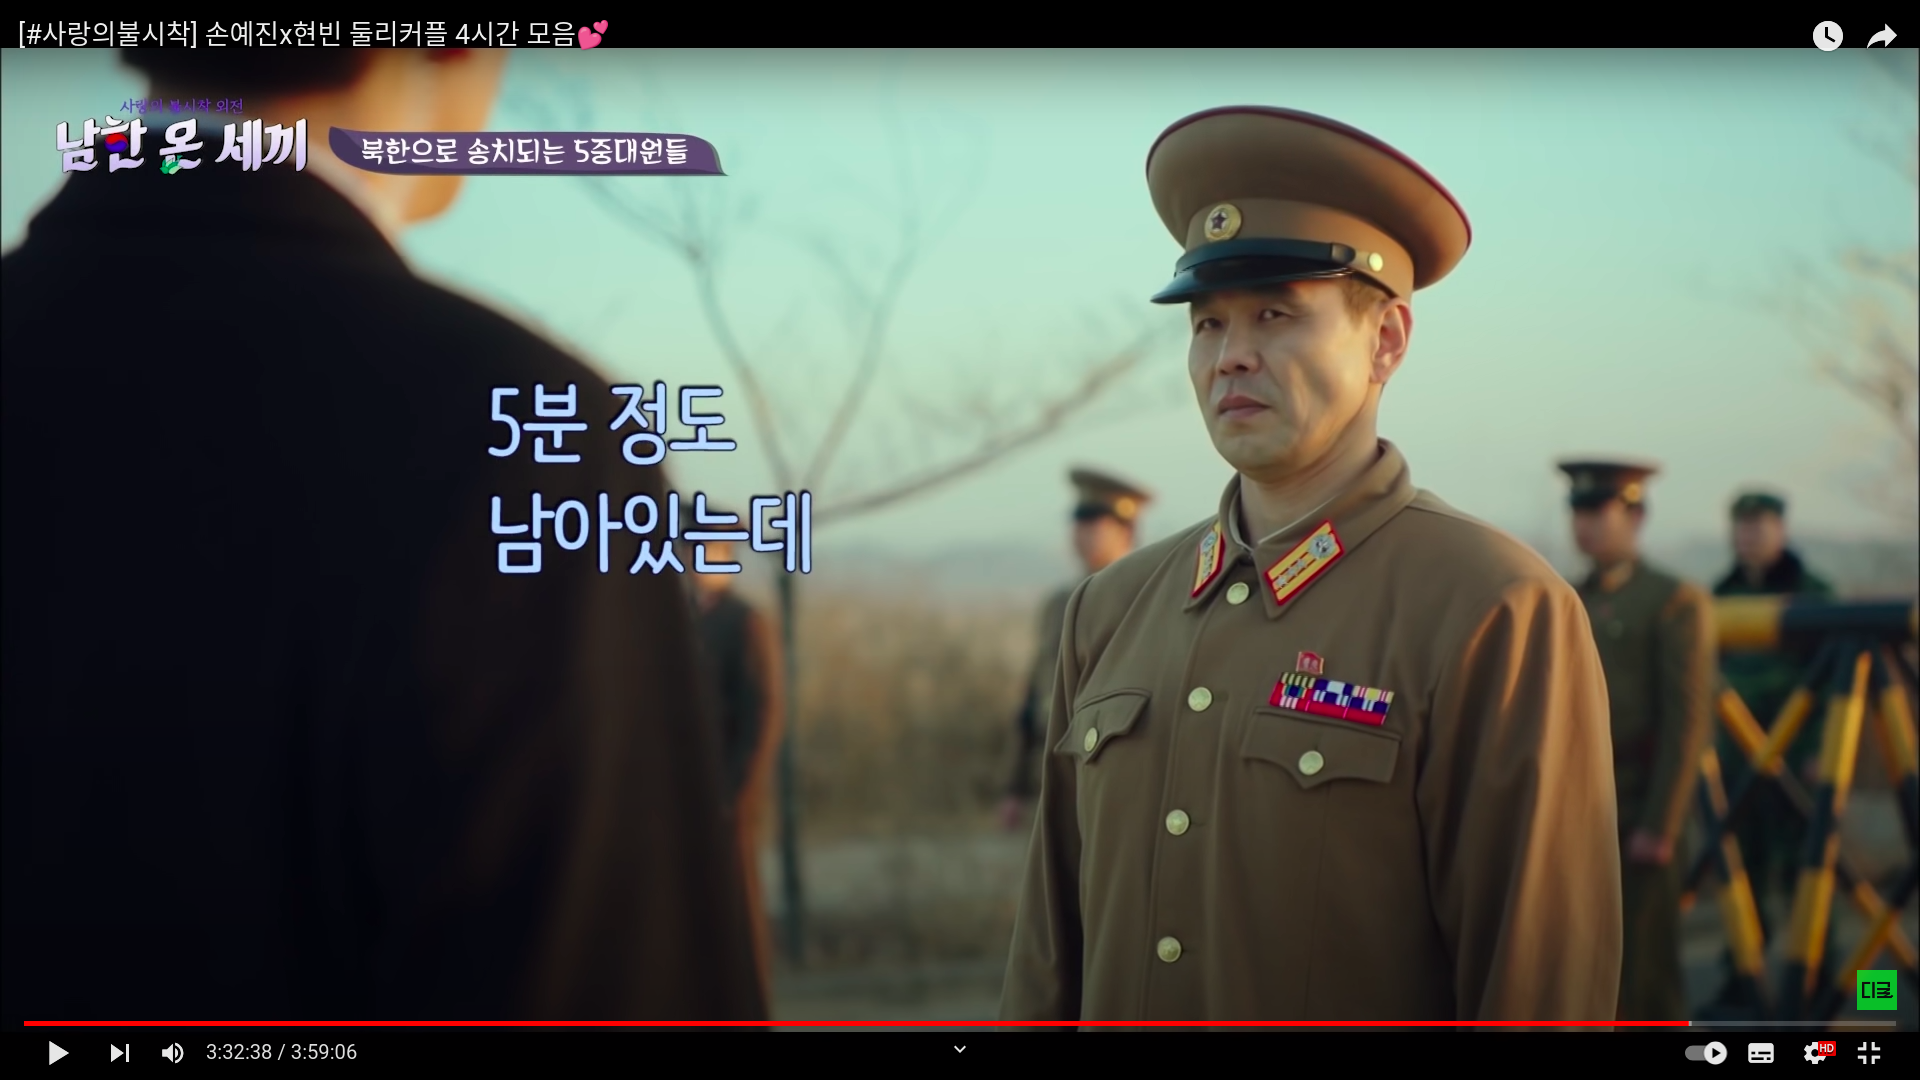 [#사랑의불시착] 손예진x현빈 둘리커플 4시간 모음💕
사랑의 불시착 외전
남한 온 세끼
북한으로 송치되는 5중대원들
5분 정도
남아있는데
디글
3:32:38 / 3:59:06
HD